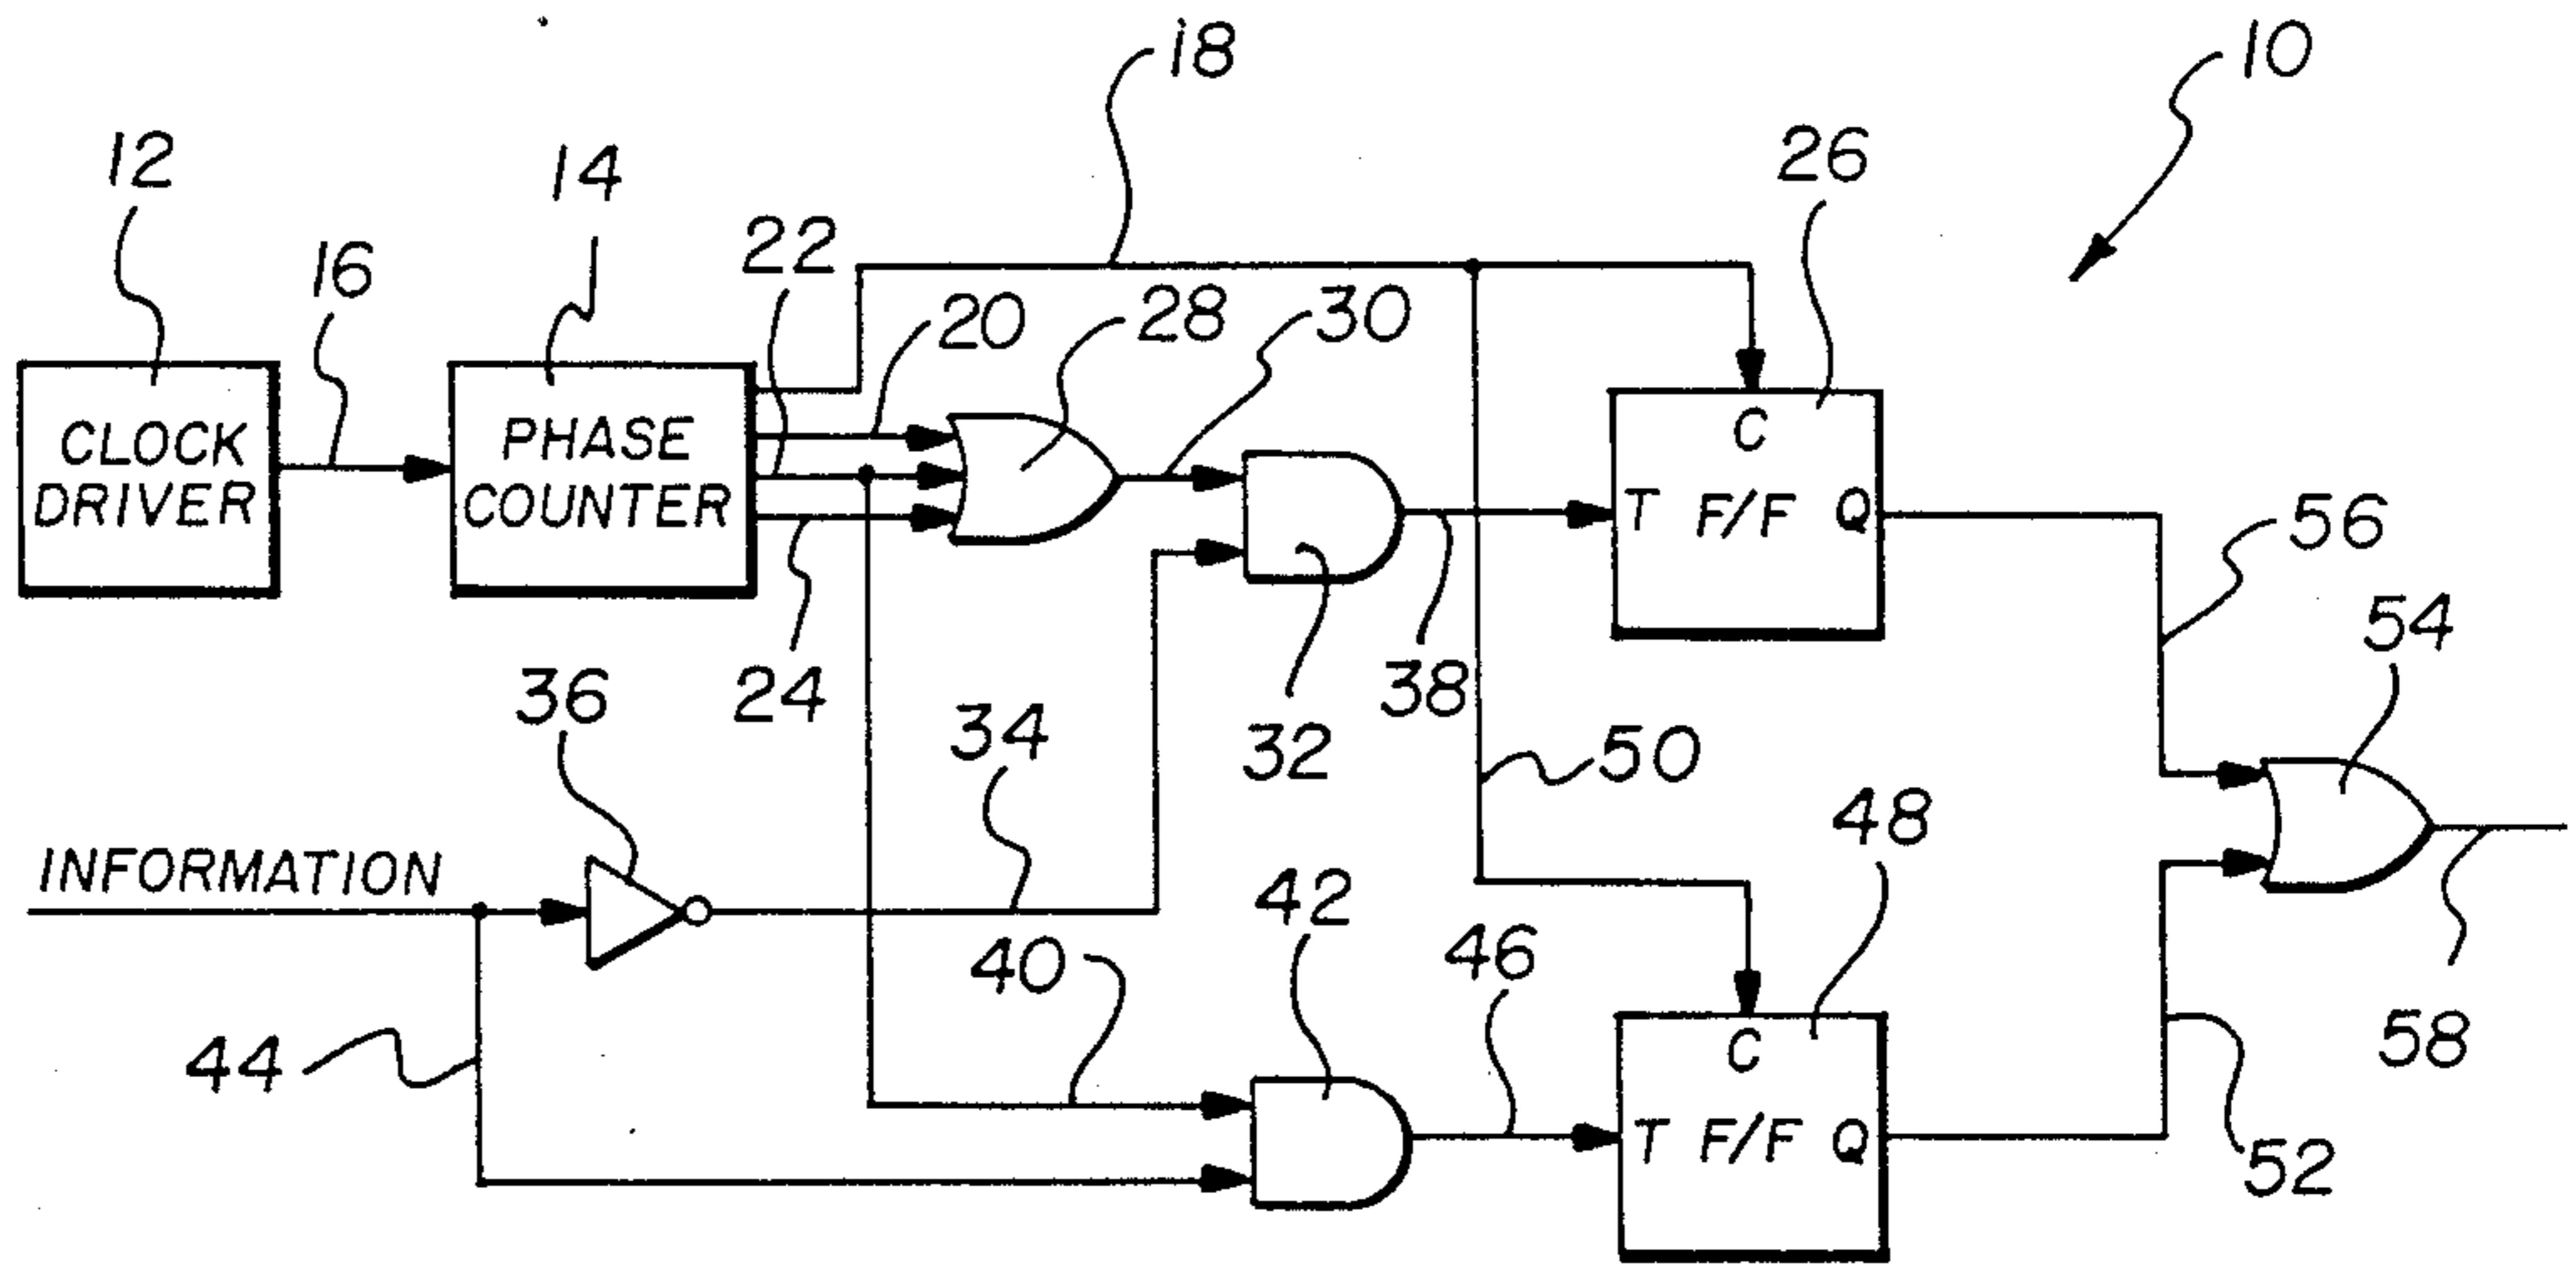 18
10
12
14
26
22
16
20
28
30
CLOCK
DRIVER
PHASE
COUNTER
C
T F/F Q
56
54
24
36
34
32
38
50
48
INFORMATION
42
40
46
44
58
C
T F/F Q
52